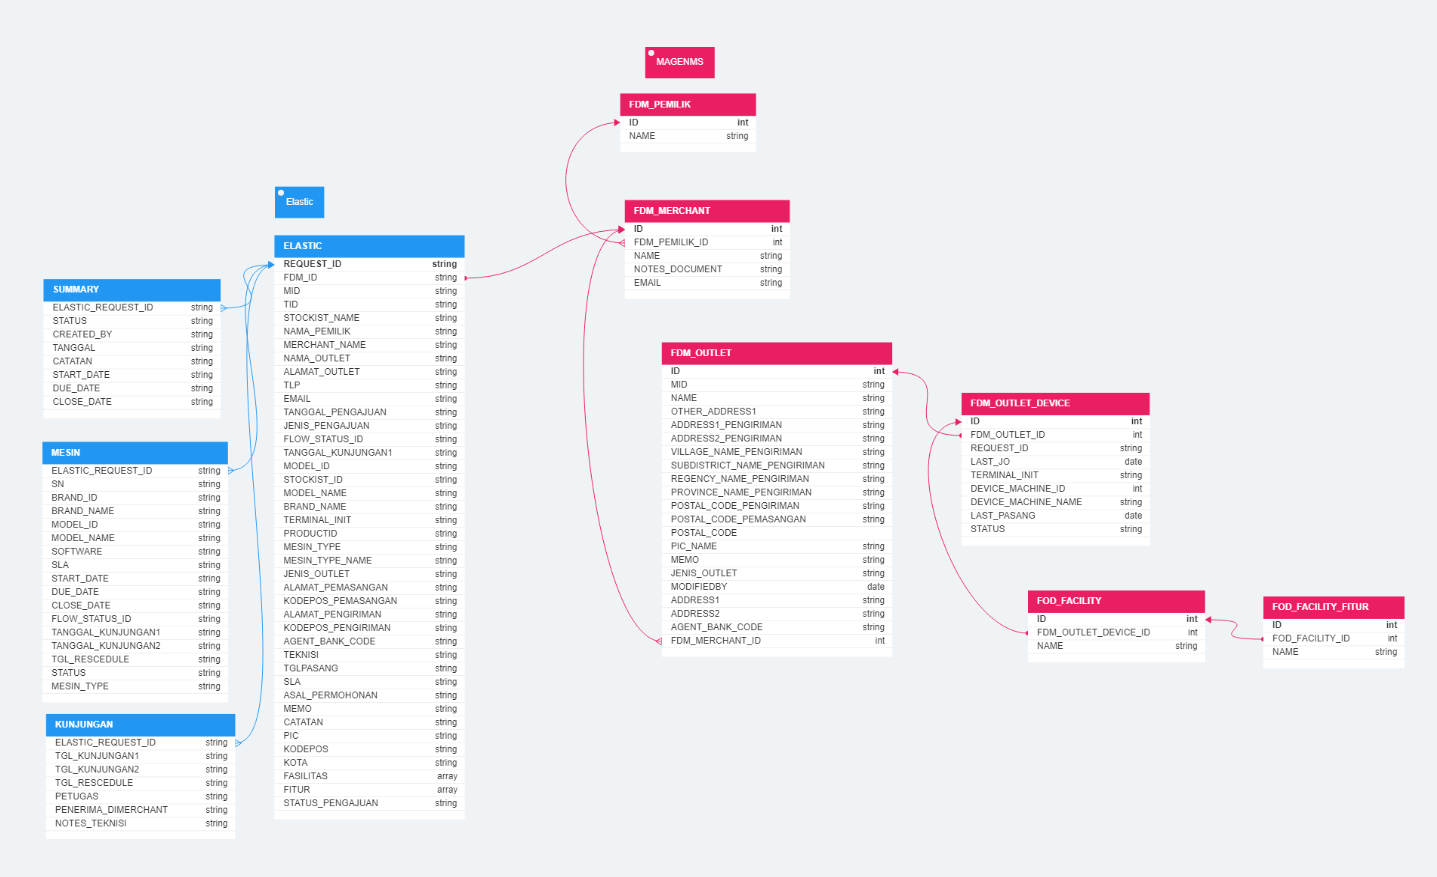 MAGENMS
FDM_PEMILIK
ID int
NAME string
Elastic
FDM_MERCHANT
ID int
FDM_PEMILIK_ID int
NAME string
NOTES_DOCUMENT string
EMAIL string
ELASTIC
REQUEST_ID string
FDM_ID string
MID string
TID string
STOCKIST_NAME string
NAMA_PEMILIK string
MERCHANT_NAME string
NAMA_OUTLET string
ALAMAT_OUTLET string
TLP string
EMAIL string
TANGGAL_PENGAJUAN string
JENIS_PENGAJUAN string
FLOW_STATUS_ID string
TANGGAL_KUNJUNGAN1 string
MODEL_ID string
STOCKIST_ID string
MODEL_NAME string
BRAND_NAME string
TERMINAL_INIT string
PRODUCTID string
MESIN_TYPE string
MESIN_TYPE_NAME string
JENIS_OUTLET string
ALAMAT_PEMASANGAN string
KODEPOS_PEMASANGAN string
ALAMAT_PENGIRIMAN string
KODEPOS_PENGIRIMAN string
AGENT_BANK_CODE string
TEKNISI string
TGLPASANG string
SLA string
ASAL_PERMOHONAN string
MEMO string
CATATAN string
PIC string
KODEPOS string
KOTA string
FASILITAS array
FITUR array
STATUS_PENGAJUAN string
SUMMARY
ELASTIC_REQUEST_ID string
STATUS string
CREATED_BY string
TANGGAL string
CATATAN string
START_DATE string
DUE_DATE string
CLOSE_DATE string
MESIN
ELASTIC_REQUEST_ID string
SN string
BRAND_ID string
BRAND_NAME string
MODEL_ID string
MODEL_NAME string
SOFTWARE string
SLA string
START_DATE string
DUE_DATE string
CLOSE_DATE string
FLOW_STATUS_ID string
TANGGAL_KUNJUNGAN1 string
TANGGAL_KUNJUNGAN2 string
TGL_RESCEDULE string
STATUS string
MESIN_TYPE string
KUNJUNGAN
ELASTIC_REQUEST_ID string
TGL_KUNJUNGAN1 string
TGL_KUNJUNGAN2 string
TGL_RESCEDULE string
PETUGAS string
PENERIMA_DIMERCHANT string
NOTES_TEKNISI string
FDM_OUTLET
ID int
MID string
NAME string
OTHER_ADDRESS1 string
ADDRESS1_PENGIRIMAN string
ADDRESS2_PENGIRIMAN string
VILLAGE_NAME_PENGIRIMAN string
SUBDISTRICT_NAME_PENGIRIMAN string
REGENCY_NAME_PENGIRIMAN string
PROVINCE_NAME_PENGIRIMAN string
POSTAL_CODE_PENGIRIMAN string
POSTAL_CODE_PEMASANGAN string
POSTAL_CODE
PIC_NAME string
MEMO string
JENIS_OUTLET string
MODIFIEDBY date
ADDRESS1 string
ADDRESS2 string
AGENT_BANK_CODE string
FDM_MERCHANT_ID int
FDM_OUTLET_DEVICE
ID int
FDM_OUTLET_ID int
REQUEST_ID string
LAST_JO date
TERMINAL_INIT string
DEVICE_MACHINE_ID int
DEVICE_MACHINE_NAME string
LAST_PASANG date
STATUS string
FOD_FACILITY
ID int
FDM_OUTLET_DEVICE_ID int
NAME string
FOD_FACILITY_FITUR
ID int
FOD_FACILITY_ID int
NAME string